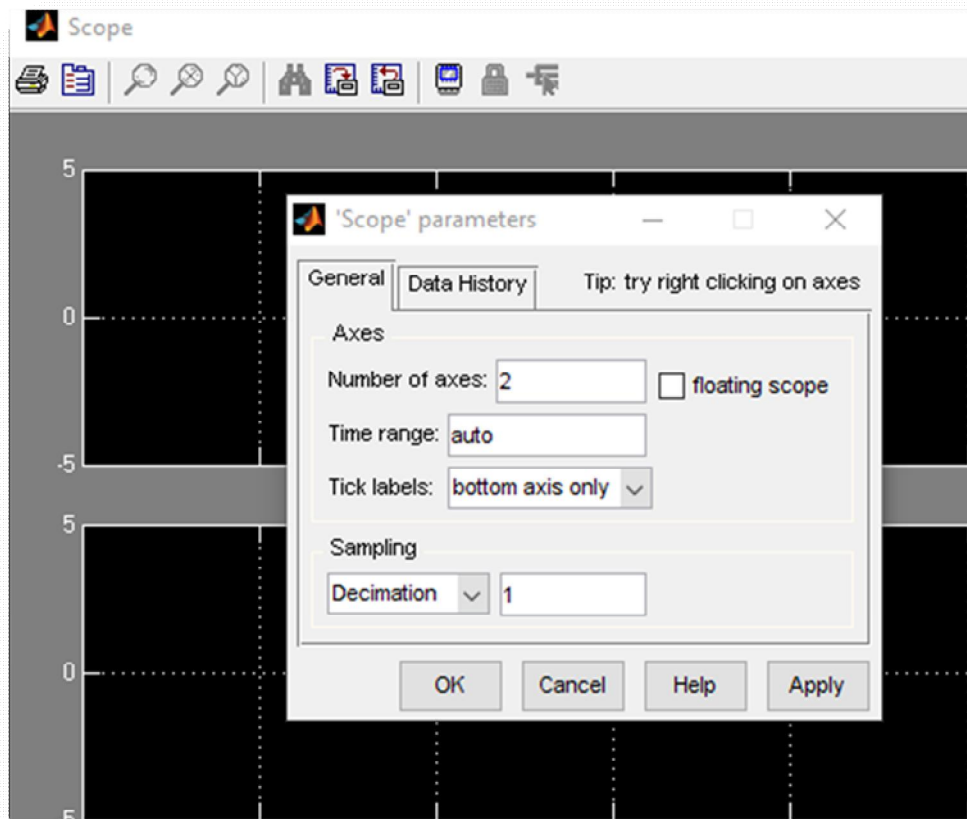 Scope
5
0
-5
5
0
5
'Scope' parameters
General
Data History
Tip: try right clicking on axes
Axes
Number of axes: 2
floating scope
Time range: auto
Tick labels: bottom axis only
Sampling
Decimation 1
OK Cancel Help Apply